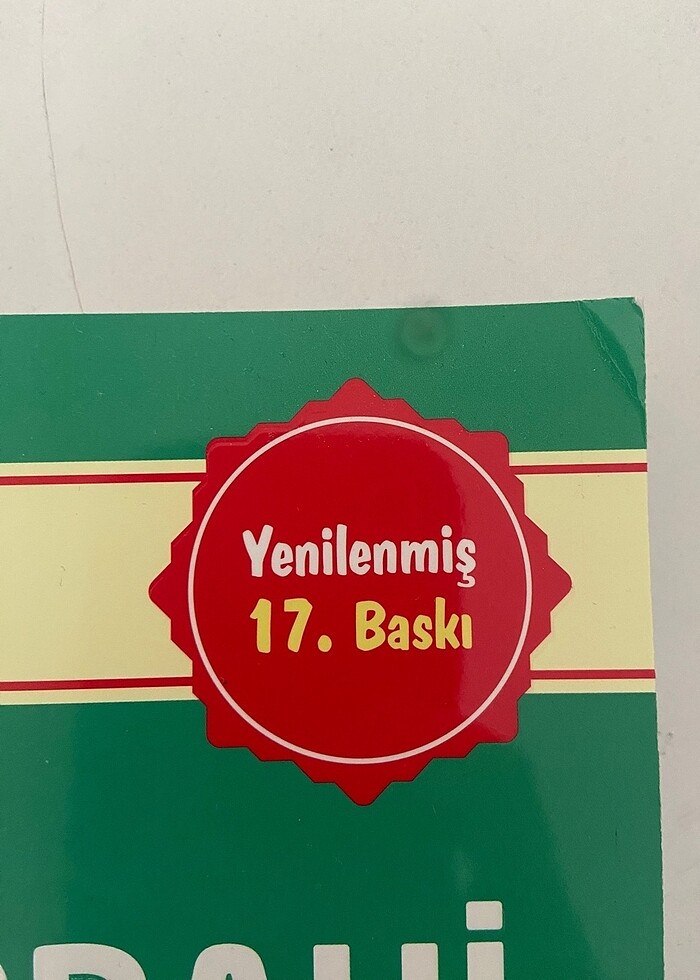 Yenilenmiş
17. Baskı